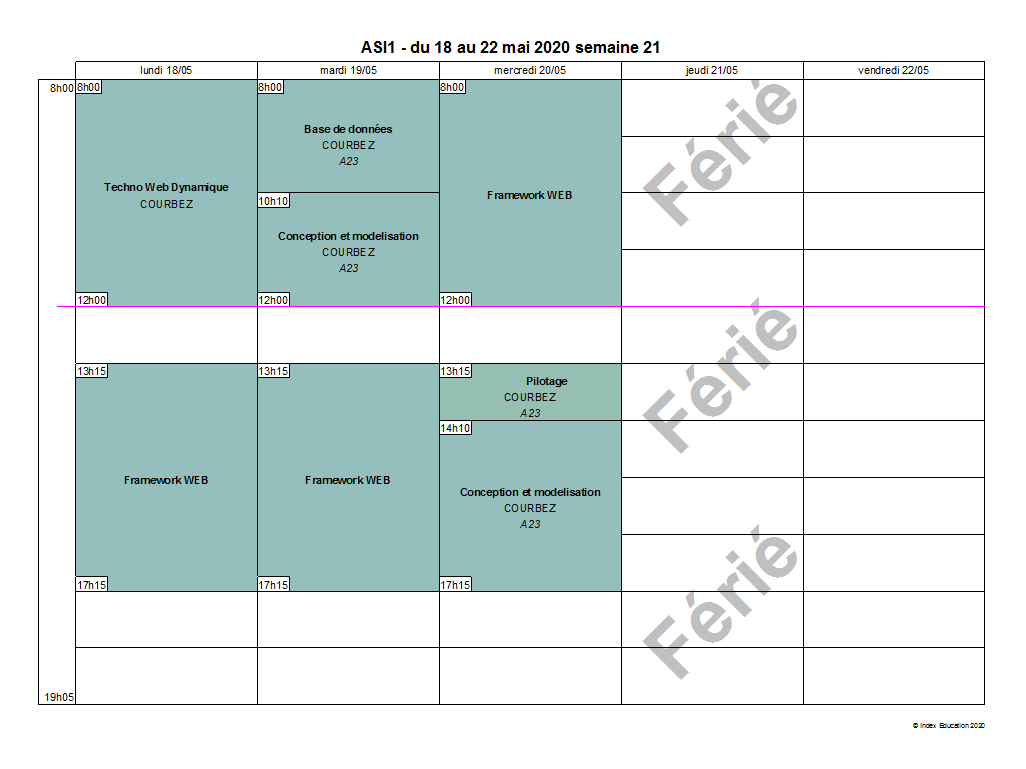 ASI1 - du 18 au 22 mai 2020 semaine 21
lundi 18/05
mardi 19/05
mercredi 20/05
jeudi 21/05
vendredi 22/05
8h00
8h00
Techno Web Dynamique
COURBEZ
12h00
13h15
Framework WEB
17h15
8h00
Base de données
COURBEZ
A23
10h10
Conception et modelisation
COURBEZ
A23
12h00
13h15
Framework WEB
17h15
8h00
Framework WEB
12h00
13h15
Pilotage
COURBEZ
A23
14h10
Conception et modelisation
COURBEZ
A23
17h15
Férié
Férié
Férié
19h05
© Index Education 2020